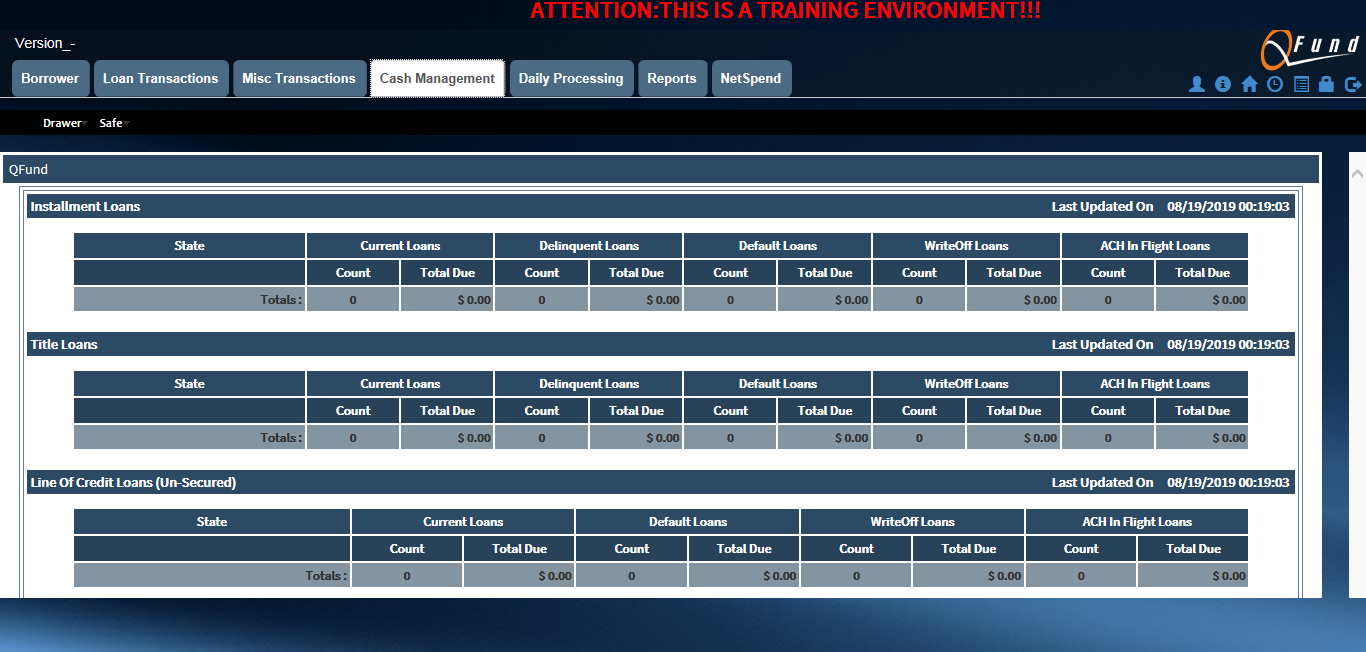 ATTENTION:THIS IS A TRAINING ENVIRONMENT!!!
Version_-
QFund
Borrower Loan Transactions Misc Transactions Cash Management Daily Processing Reports NetSpend
Drawer Safe
QFund
Installment Loans Last Updated On 08/19/2019 00:19:03
State Current Loans Delinquent Loans Default Loans WriteOff Loans ACH In Flight Loans
Count Total Due Count Total Due Count Total Due Count Total Due Count Total Due
Totals : 0 $ 0.00 0 $ 0.00 0 $ 0.00 0 $ 0.00 0 $ 0.00
Title Loans Last Updated On 08/19/2019 00:19:03
State Current Loans Delinquent Loans Default Loans WriteOff Loans ACH In Flight Loans
Count Total Due Count Total Due Count Total Due Count Total Due Count Total Due
Totals : 0 $ 0.00 0 $ 0.00 0 $ 0.00 0 $ 0.00 0 $ 0.00
Line Of Credit Loans (Un-Secured) Last Updated On 08/19/2019 00:19:03
State Current Loans Default Loans WriteOff Loans ACH In Flight Loans
Count Total Due Count Total Due Count Total Due Count Total Due
Totals : 0 $ 0.00 0 $ 0.00 0 $ 0.00 0 $ 0.00